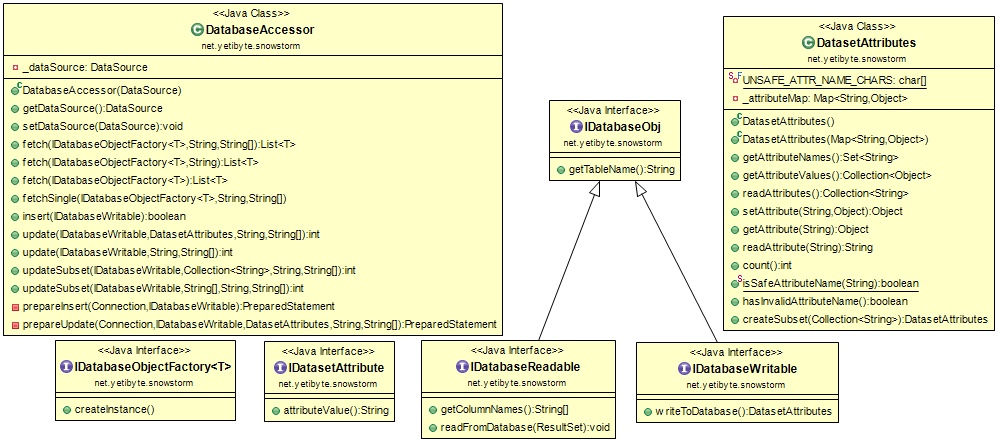 <<Java Class>>
DatabaseAccessor
net.yetibyte.snowstorm
_dataSource: DataSource
DatabaseAccessor(DataSource)
getDataSource():DataSource
setDataSource(DataSource):void
fetch(IDatabaseObjectFactory<T>,String,String[]):List<T>
fetch(IDatabaseObjectFactory<T>,String):List<T>
fetch(IDatabaseObjectFactory<T>):List<T>
fetchSingle(IDatabaseObjectFactory<T>,String,String[])
insert(IDatabaseWritable):boolean
update(IDatabaseWritable,DatasetAttributes,String,String[]):int
update(IDatabaseWritable,String,String[]):int
updateSubset(IDatabaseWritable,Collection<String>,String,String[]):int
updateSubset(IDatabaseWritable,String[],String,String[]):int
prepareInsert(Connection,IDatabaseWritable):PreparedStatement
prepareUpdate(Connection,IDatabaseWritable,DatasetAttributes,String,String[]):PreparedStatement
<<Java Interface>>
IDatabaseObj
net.yetibyte.snowstorm
getTableName():String
<<Java Class>>
DatasetAttributes
net.yetibyte.snowstorm
UNSAFE_ATTR_NAME_CHARS: char[]
_attributeMap: Map<String,Object>
DatasetAttributes()
DatasetAttributes(Map<String,Object>)
getAttributeNames():Set<String>
getAttributeValues():Collection<Object>
readAttributes():Collection<String>
setAttribute(String,Object):Object
getAttribute(String):Object
readAttribute(String):String
count():int
isSafeAttributeName(String):boolean
hasInvalidAttributeName():boolean
createSubset(Collection<String>):DatasetAttributes
<<Java Interface>>
IDatabaseObjectFactory<T>
net.yetibyte.snowstorm
createInstance()
<<Java Interface>>
IDatasetAttribute
net.yetibyte.snowstorm
attributeValue():String
<<Java Interface>>
IDatabaseReadable
net.yetibyte.snowstorm
getColumnNames():String[]
readFromDatabase(ResultSet):void
<<Java Interface>>
IDatabaseWritable
net.yetibyte.snowstorm
writeToDatabase():DatasetAttributes